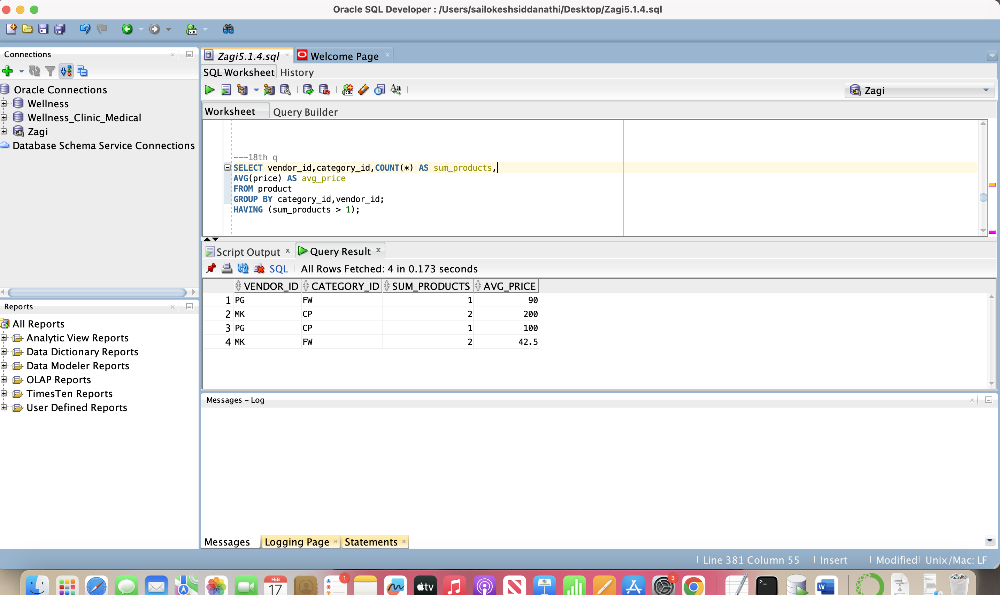 Oracle SQL Developer : /Users/sailokeshsiddanathi/Desktop/Zagi5.1.4.sql
Connections
Oracle Connections
Wellness
Wellness_Clinic_Medical
Zagi
Database Schema Service Connections
Reports
All Reports
Analytic View Reports
Data Dictionary Reports
Data Modeler Reports
OLAP Reports
TimesTen Reports
User Defined Reports
Zagi5.1.4.sql
Welcome Page
SQL Worksheet History
Zagi
Worksheet Query Builder
---18th q
SELECT vendor_id,category_id,COUNT(*) AS sum_products,
AVG(price) AS avg_price
FROM product
GROUP BY category_id,vendor_id;
HAVING (sum_products > 1);
Script Output
Query Result
SQL All Rows Fetched: 4 in 0.173 seconds
VENDOR_ID CATEGORY_ID SUM_PRODUCTS AVG_PRICE
1 PG FW 1 90
2 MK CP 2 200
3 PG CP 1 100
4 MK FW 2 42.5
Messages - Log
Messages Logging Page Statements
Line 381 Column 55 Insert Modified Unix/Mac: LF
FEB
17
1
tv
3
W